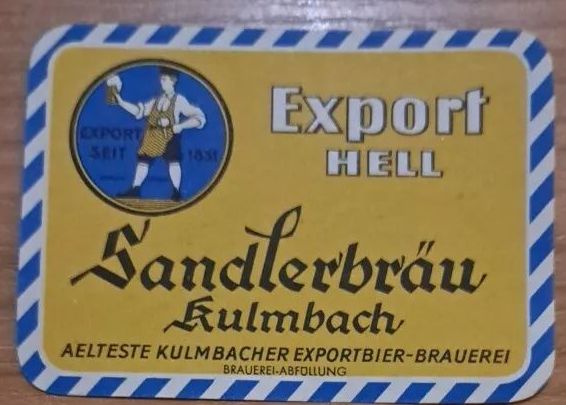 EXPORT
SEIT 1831
Export
HELL
Sandlerbräu
Kulmbach
AELTESTE KULMBACHER EXPORTBIER-BRAUEREI
BRAUEREI-ABFÜLLUNG